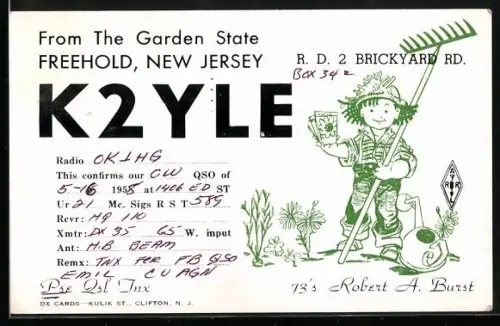 From The Garden State
FREEHOLD, NEW JERSEY
R. D. 2 BRICKYARD RD.
BOX 342
K2YLE
Radio OK1HG
This confirms our CW QSO of
5-16 1958 at 1406 ED ST
Ur 21 Mc. Sigs R S T 589
Rcvr: HQ 110
Xmtr: DX 35 65 W. input
Ant: H.B BEAM
Remx: TNX FER FB QSO
EMIL CU AGN
Pse Qsl Tnx
73's Robert A. Burst
DX CARDS—KULIK ST., CLIFTON, N. J.